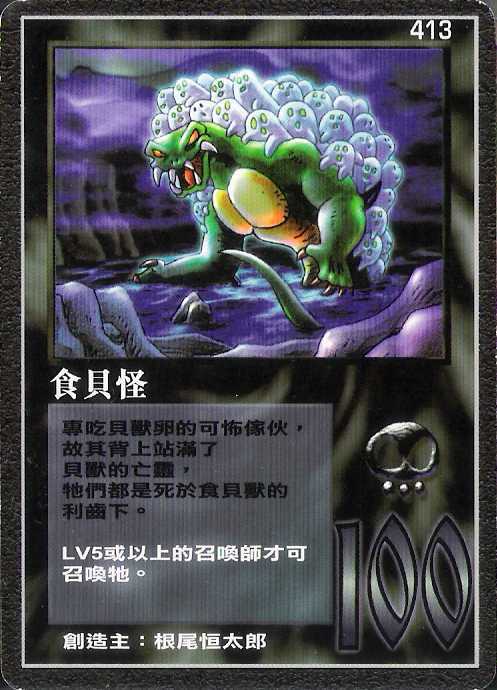 413
食貝怪
專吃貝獸卵的可怖傢伙，
故其背上站滿了
貝獸的亡靈，
牠們都是死於食貝獸的
利齒下。
LV5或以上的召喚師才可
召喚牠。
100
創造主：根尾恒太郎